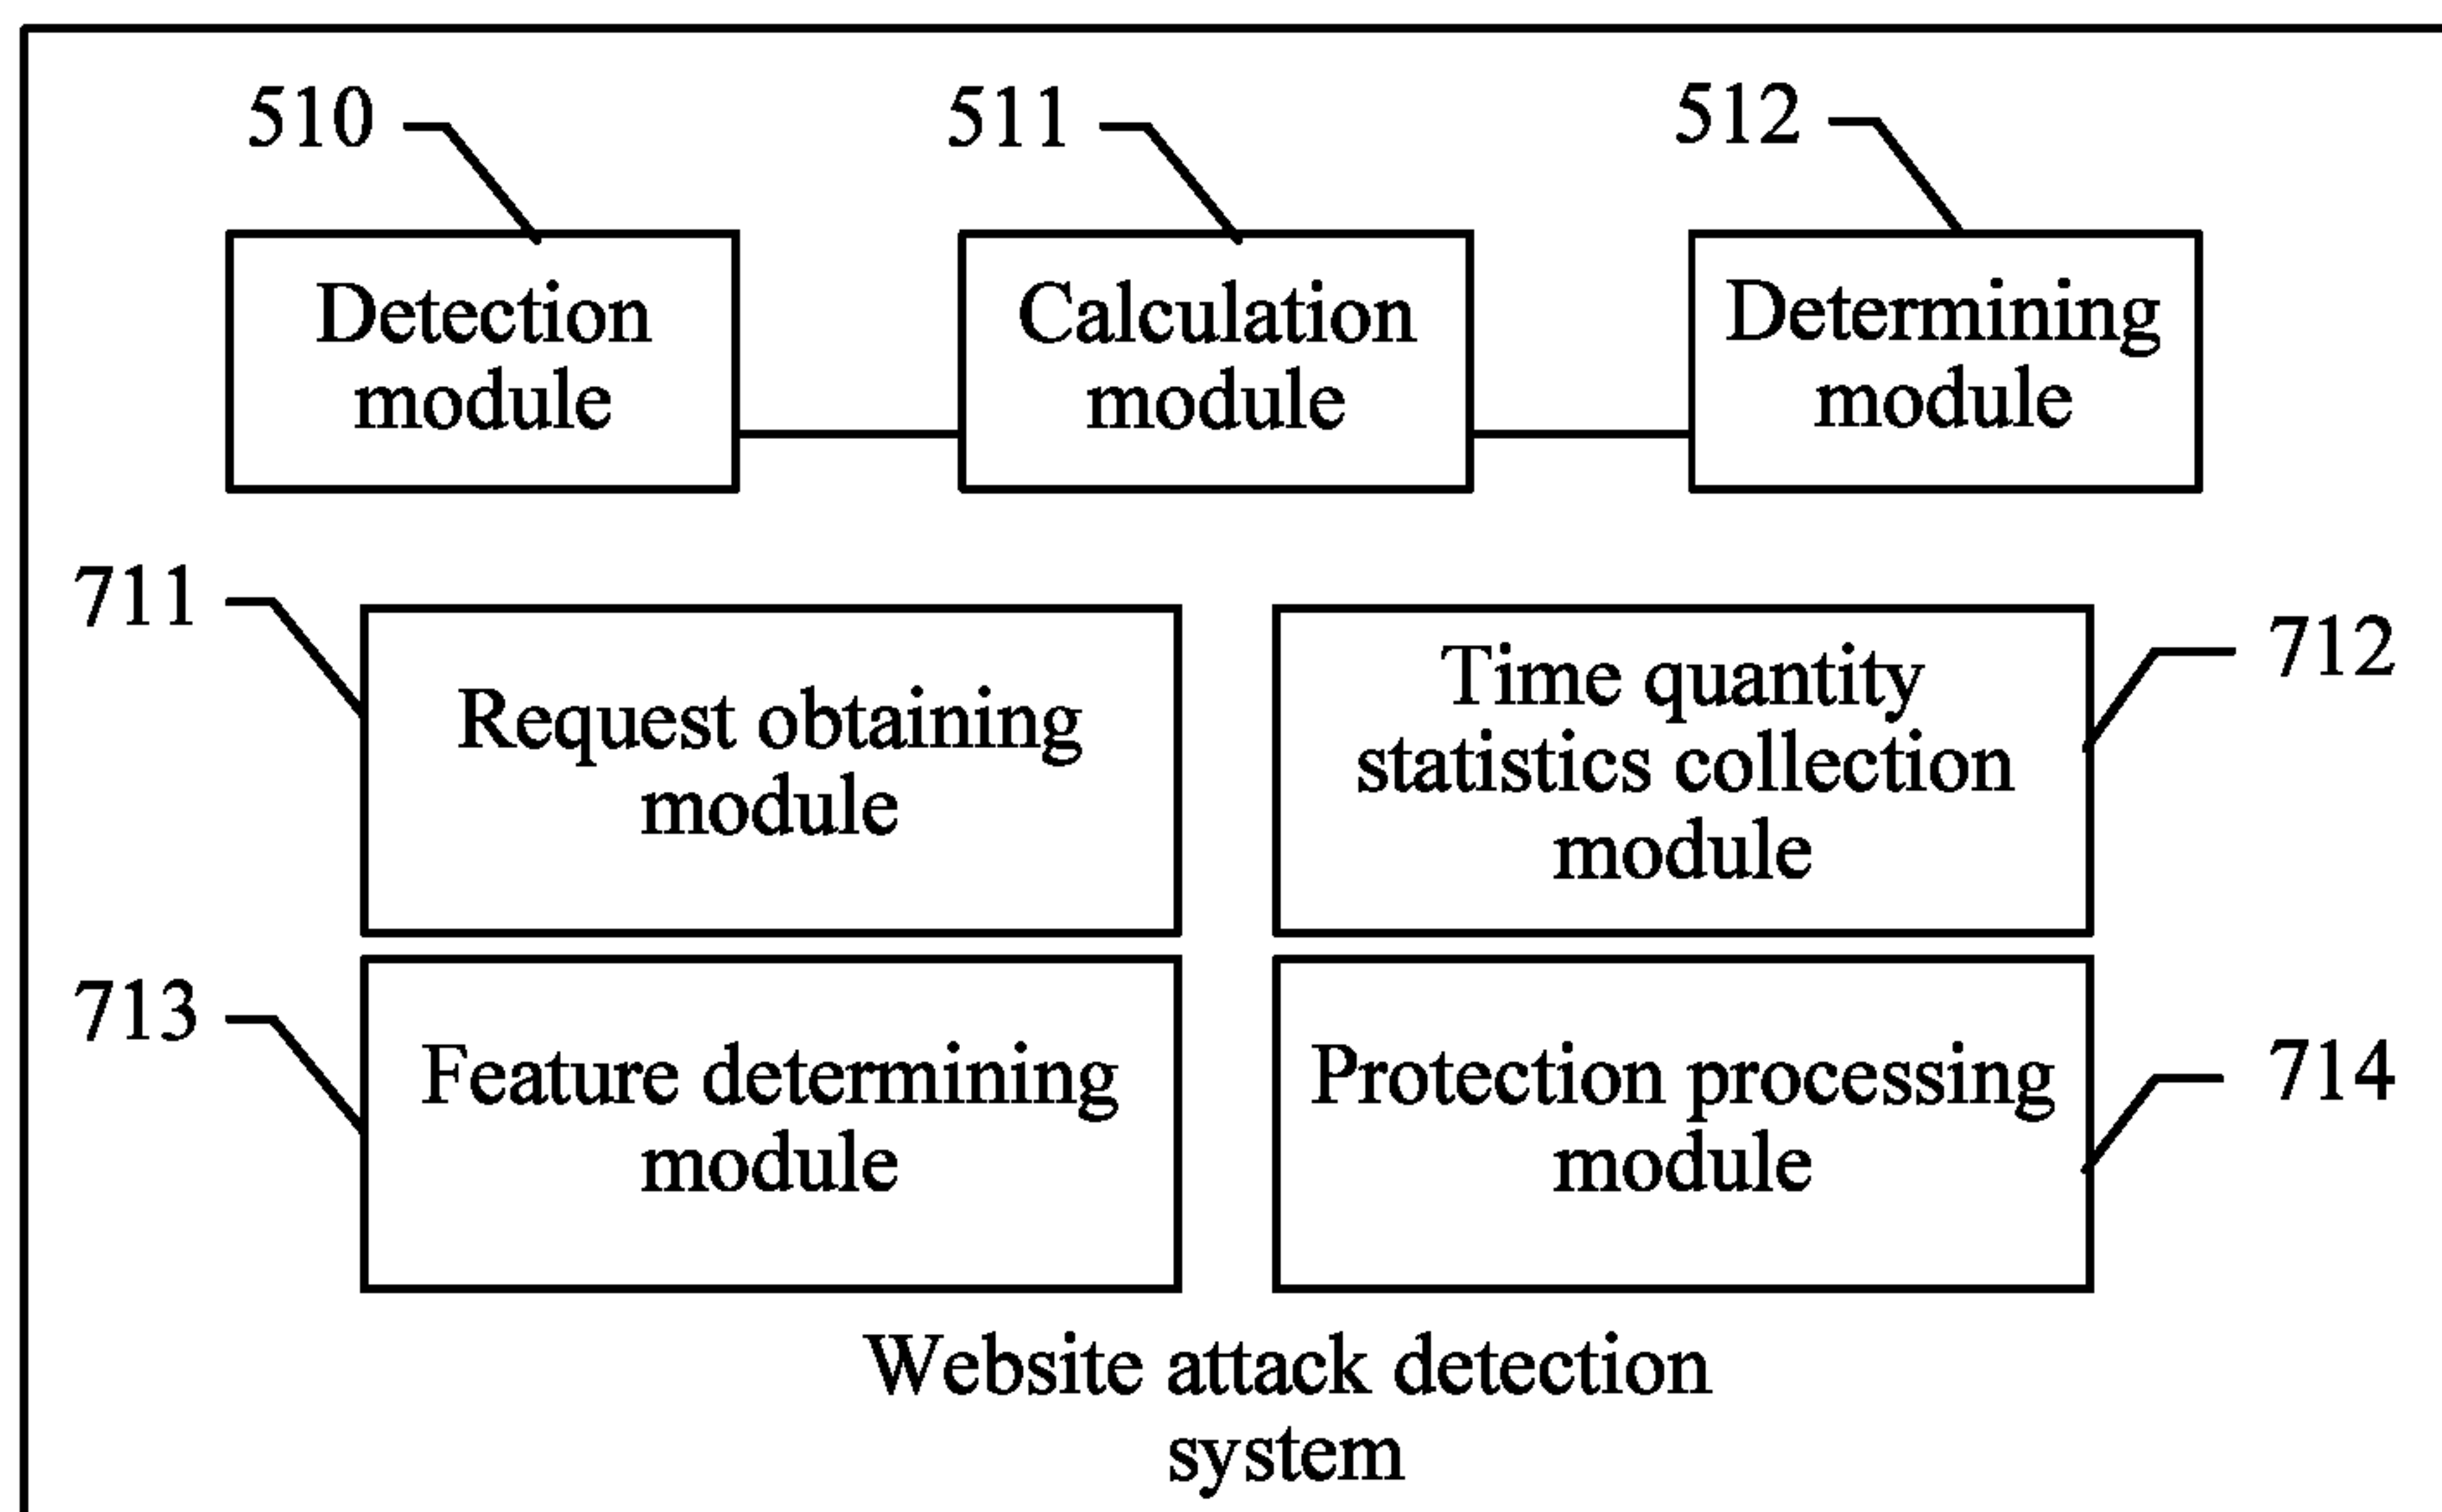 510
511
512
Detection
module
Calculation
module
Determining
module
711
Request obtaining
module
Time quantity
statistics collection
module
712
713
Feature determining
module
Protection processing
module
714
Website attack detection
system